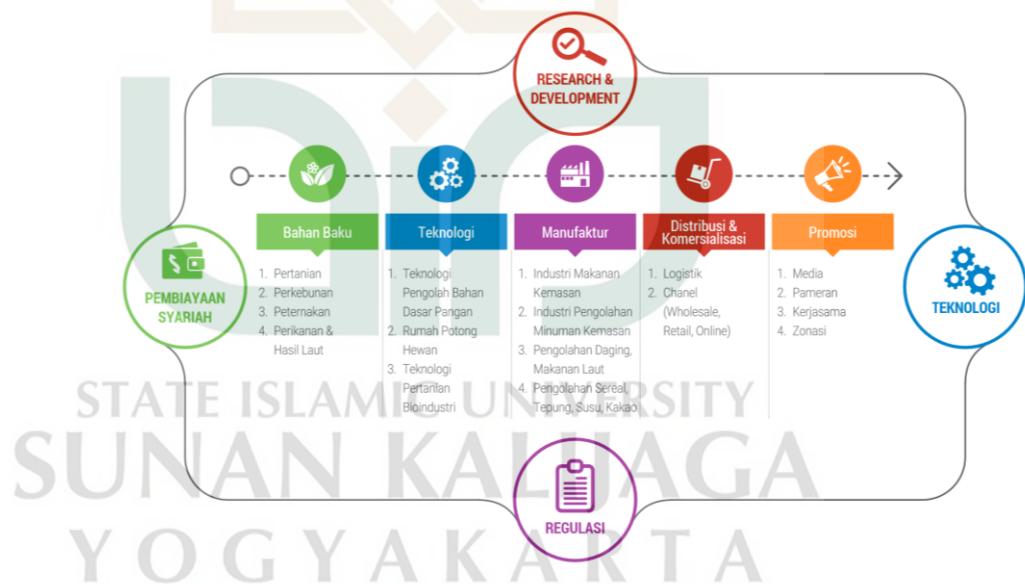 RESEARCH &
DEVELOPMENT
Bahan Baku
Teknologi
Manufaktur
Distribusi &
Komersialisasi
Promosi
PEMBIAYAAN
SYARIAH
1. Pertanian
2. Perkebunan
3. Peternakan
4. Perikanan &
Hasil Laut
1. Teknologi
Pengolah Bahan
Dasar Pangan
2. Rumah Potong
Hewan
3. Teknologi
Pertanian
Bioindustri
1. Industri Makanan
Kemasan
2. Industri Pengolahan
Minuman Kemasan
3. Pengolahan Daging,
Makanan Laut
4. Pengolahan Sereal,
Tepung, Susu, Kakao
1. Logistik
2. Chanel
(Wholesale,
Retail, Online)
1. Media
2. Pameran
3. Kerjasama
4. Zonasi
TEKNOLOGI
REGULASI
STATE ISLAMIC UNIVERSITY
SUNAN KALIJAGA
YOGYAKARTA